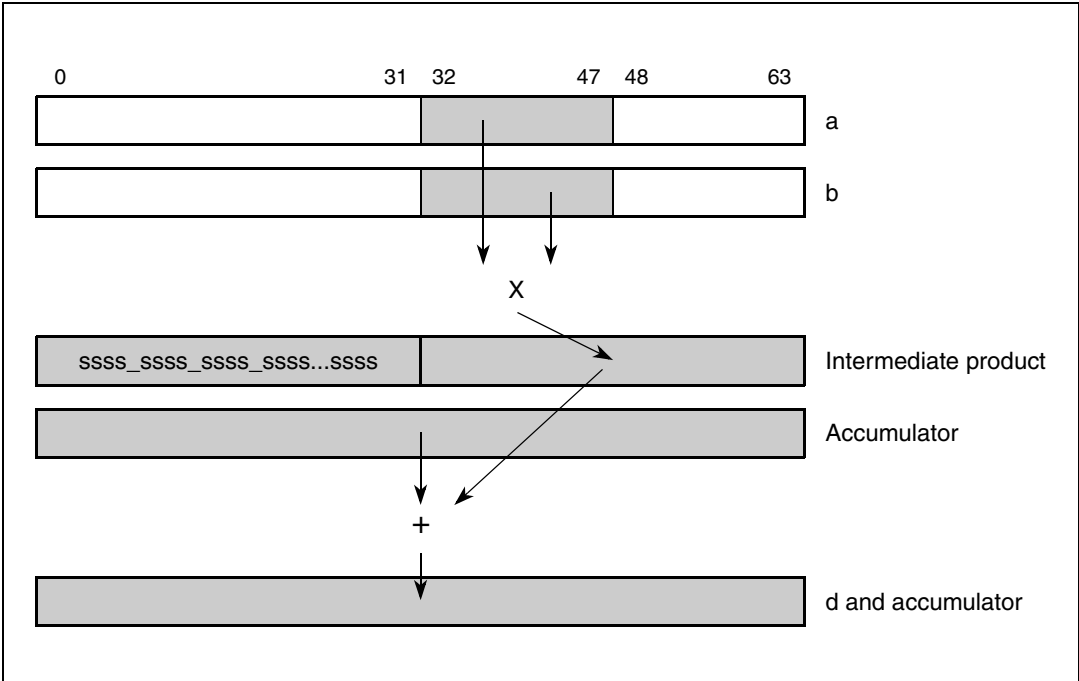 0 31 32 47 48 63
a
b
X
ssss_ssss_ssss_ssss...ssss Intermediate product
Accumulator
+
d and accumulator